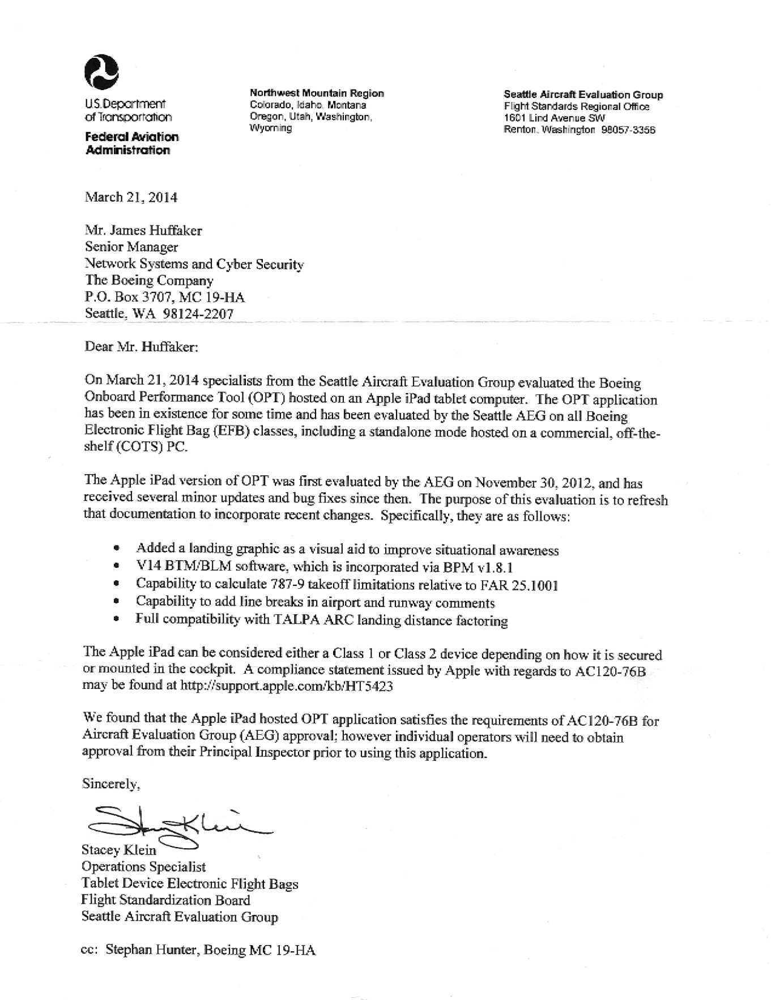 U.S. Department
of Transportation
Federal Aviation
Administration
Northwest Mountain Region
Colorado, Idaho, Montana
Oregon, Utah, Washington,
Wyoming
Seattle Aircraft Evaluation Group
Flight Standards Regional Office
1601 Lind Avenue SW
Renton, Washington 98057-3356
March 21, 2014
Mr. James Huffaker
Senior Manager
Network Systems and Cyber Security
The Boeing Company
P.O. Box 3707, MC 19-HA
Seattle, WA 98124-2207
Dear Mr. Huffaker:
On March 21, 2014 specialists from the Seattle Aircraft Evaluation Group evaluated the Boeing
Onboard Performance Tool (OPT) hosted on an Apple iPad tablet computer. The OPT application
has been in existence for some time and has been evaluated by the Seattle AEG on all Boeing
Electronic Flight Bag (EFB) classes, including a standalone mode hosted on a commercial, off-the-
shelf (COTS) PC.
The Apple iPad version of OPT was first evaluated by the AEG on November 30, 2012, and has
received several minor updates and bug fixes since then. The purpose of this evaluation is to refresh
that documentation to incorporate recent changes. Specifically, they are as follows:
• Added a landing graphic as a visual aid to improve situational awareness
• V14 BTM/BLM software, which is incorporated via BPM v1.8.1
• Capability to calculate 787-9 takeoff limitations relative to FAR 25.1001
• Capability to add line breaks in airport and runway comments
• Full compatibility with TALPA ARC landing distance factoring
The Apple iPad can be considered either a Class 1 or Class 2 device depending on how it is secured
or mounted in the cockpit. A compliance statement issued by Apple with regards to AC120-76B
may be found at http://support.apple.com/kb/HT5423
We found that the Apple iPad hosted OPT application satisfies the requirements of AC120-76B for
Aircraft Evaluation Group (AEG) approval; however individual operators will need to obtain
approval from their Principal Inspector prior to using this application.
Sincerely,
Stacey Klein
Stacey Klein
Operations Specialist
Tablet Device Electronic Flight Bags
Flight Standardization Board
Seattle Aircraft Evaluation Group
cc: Stephan Hunter, Boeing MC 19-HA